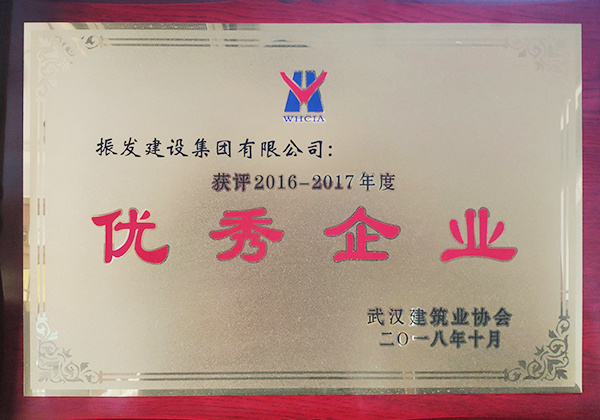 WHCIA
振发建设集团有限公司：
获评2016-2017年度
优秀企业
武汉建筑业协会
二〇一八年十月